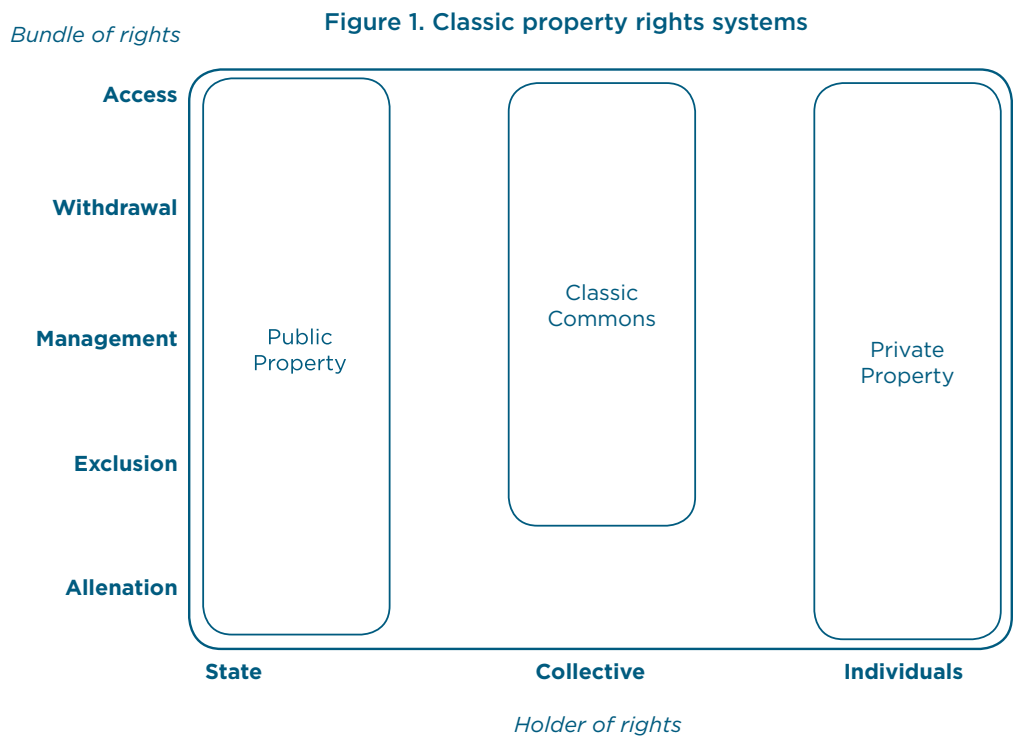 Figure 1. Classic property rights systems
Bundle of rights
Access
Withdrawal
Management
Exclusion
Allenation
Public
Property
Classic
Commons
Private
Property
State
Collective
Individuals
Holder of rights